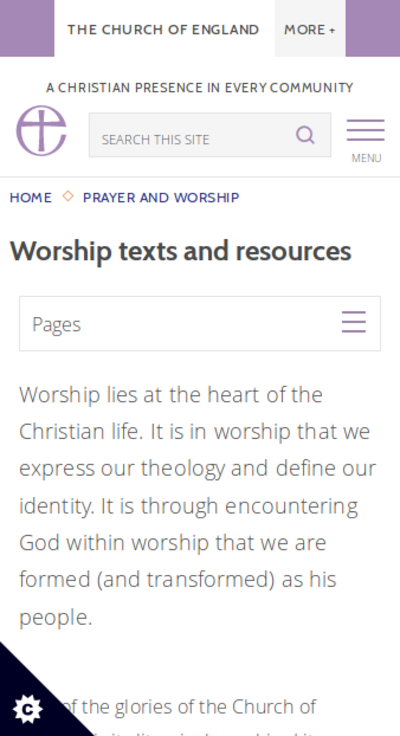 THE CHURCH OF ENGLAND MORE +
A CHRISTIAN PRESENCE IN EVERY COMMUNITY
SEARCH THIS SITE
MENU
HOME PRAYER AND WORSHIP
Worship texts and resources
Pages
Worship lies at the heart of the
Christian life. It is in worship that we
express our theology and define our
identity. It is through encountering
God within worship that we are
formed (and transformed) as his
people.
of the glories of the Church of